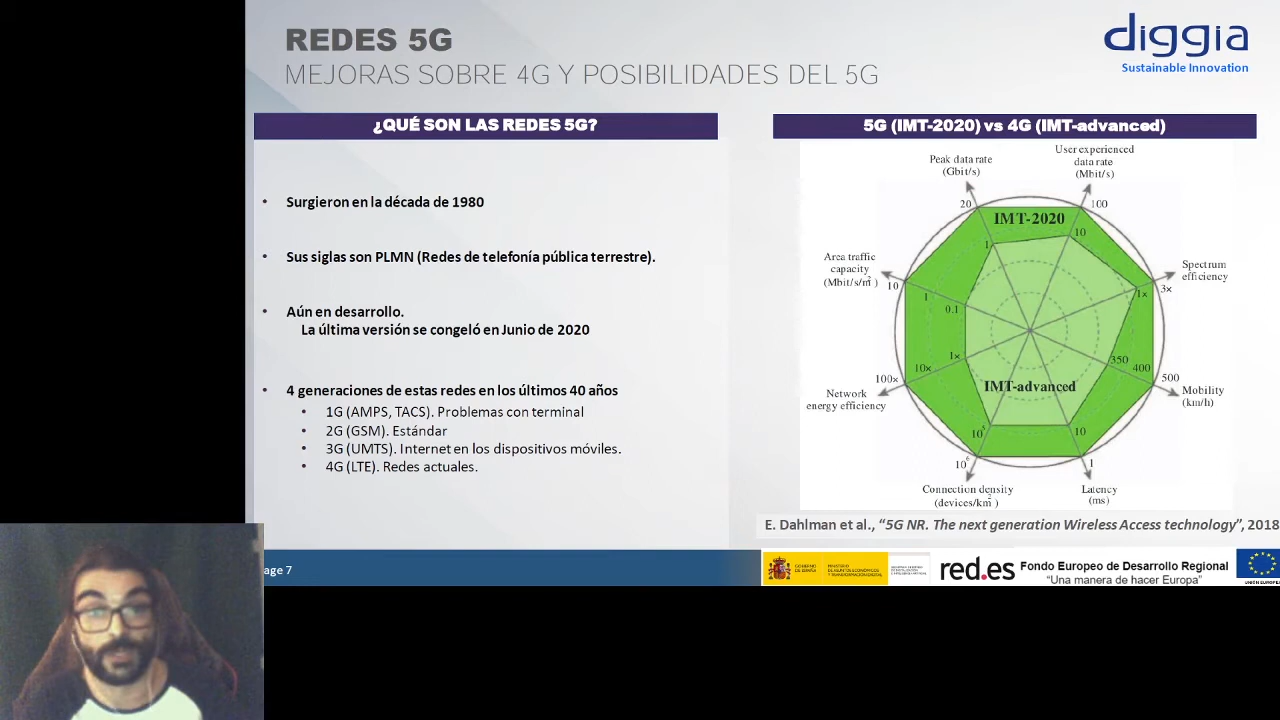 REDES 5G
MEJORAS SOBRE 4G Y POSIBILIDADES DEL 5G
diggia
Sustainable Innovation
¿QUÉ SON LAS REDES 5G?
• Surgieron en la década de 1980
• Sus siglas son PLMN (Redes de telefonía pública terrestre).
• Aún en desarrollo.
La última versión se congeló en Junio de 2020
• 4 generaciones de estas redes en los últimos 40 años
• 1G (AMPS, TACS). Problemas con terminal
• 2G (GSM). Estándar
• 3G (UMTS). Internet en los dispositivos móviles.
• 4G (LTE). Redes actuales.
5G (IMT-2020) vs 4G (IMT-advanced)
Peak data rate
(Gbit/s)
User experienced
data rate
(Mbit/s)
20
100
IMT-2020
1
10
Area traffic
capacity
(Mbit/s/m²)
Spectrum
efficiency
10
1
0.1
1×
3×
1×
10×
100×
350
400
500
Network
energy efficiency
IMT-advanced
Mobility
(km/h)
10⁵
10
10⁶
1
Connection density
(devices/km²)
Latency
(ms)
E. Dahlman et al., “5G NR. The next generation Wireless Access technology”, 2018
age 7
GOBIERNO
DE ESPAÑA
red.es
Fondo Europeo de Desarrollo Regional
“Una manera de hacer Europa”